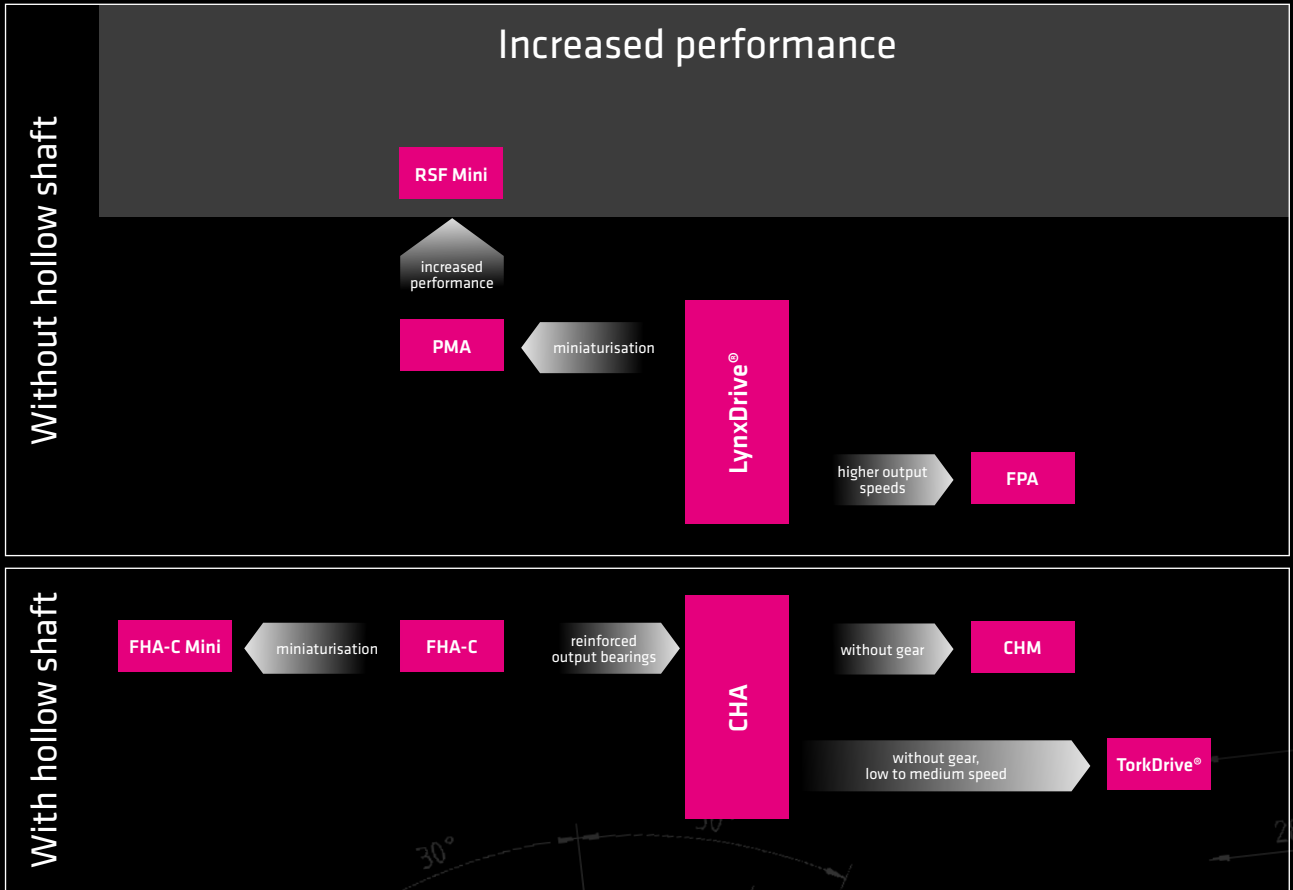 Increased performance
Without hollow shaft
RSF Mini
increased
performance
PMA
miniaturisation
LynxDrive®
higher output
speeds
FPA
With hollow shaft
FHA-C Mini
miniaturisation
FHA-C
reinforced
output bearings
CHA
without gear
CHM
without gear,
low to medium speed
TorkDrive®
30°